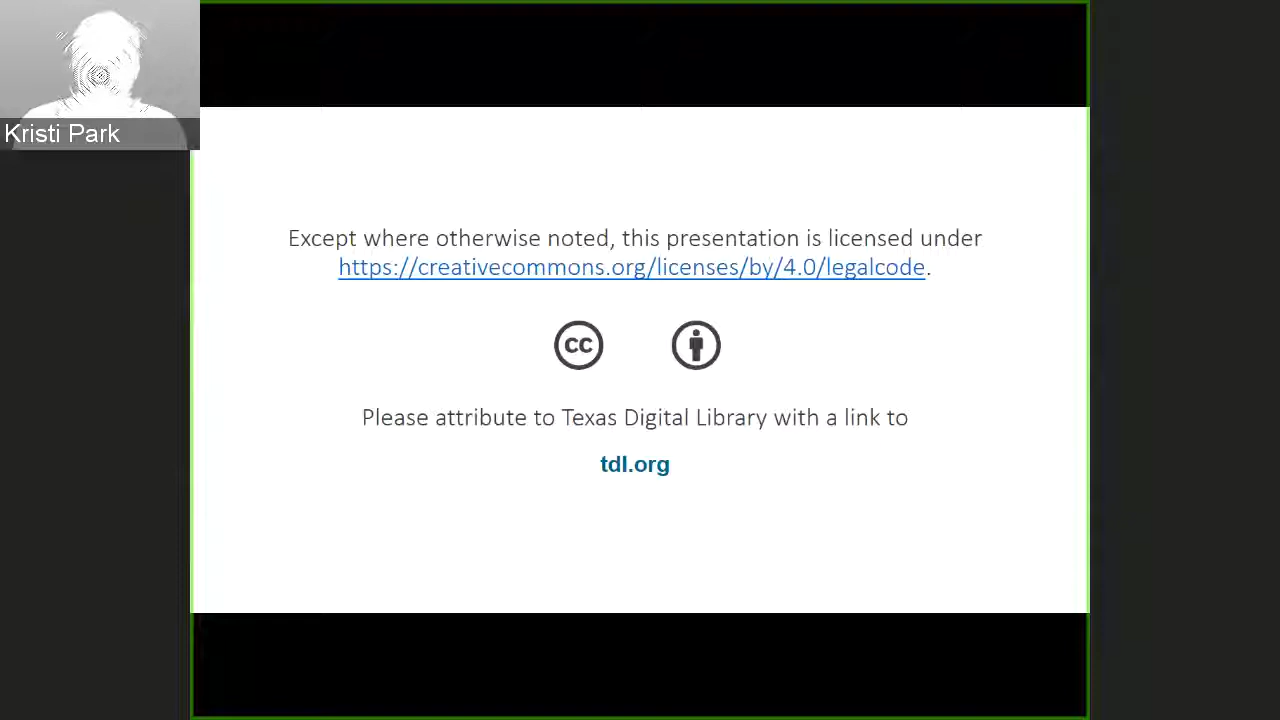 Kristi Park
Except where otherwise noted, this presentation is licensed under
https://creativecommons.org/licenses/by/4.0/legalcode.
cc
Please attribute to Texas Digital Library with a link to
tdl.org